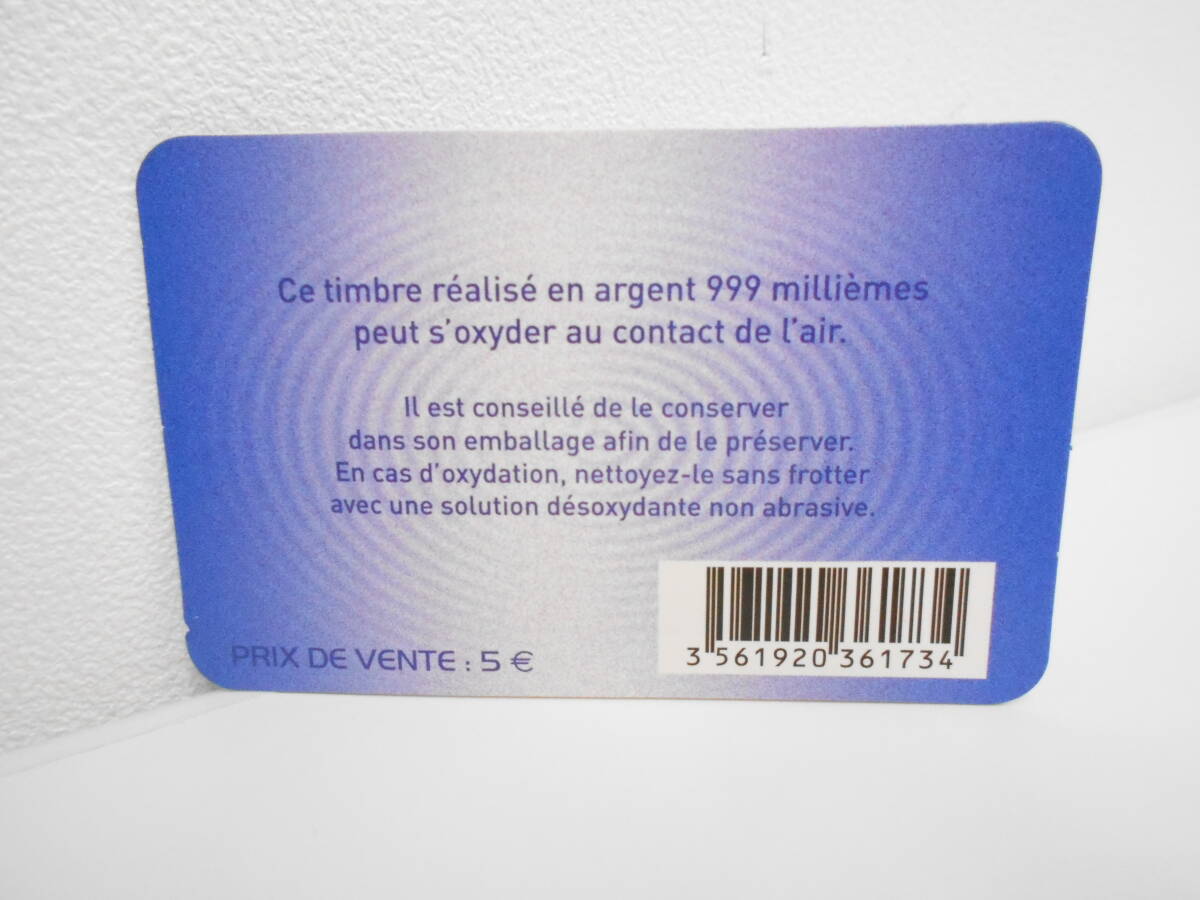 Ce timbre réalisé en argent 999 millièmes
peut s'oxyder au contact de l'air.
Il est conseillé de le conserver
dans son emballage afin de le préserver.
En cas d'oxydation, nettoyez-le sans frotter
avec une solution désoxydante non abrasive.
PRIX DE VENTE : 5 €
3 561920 361734